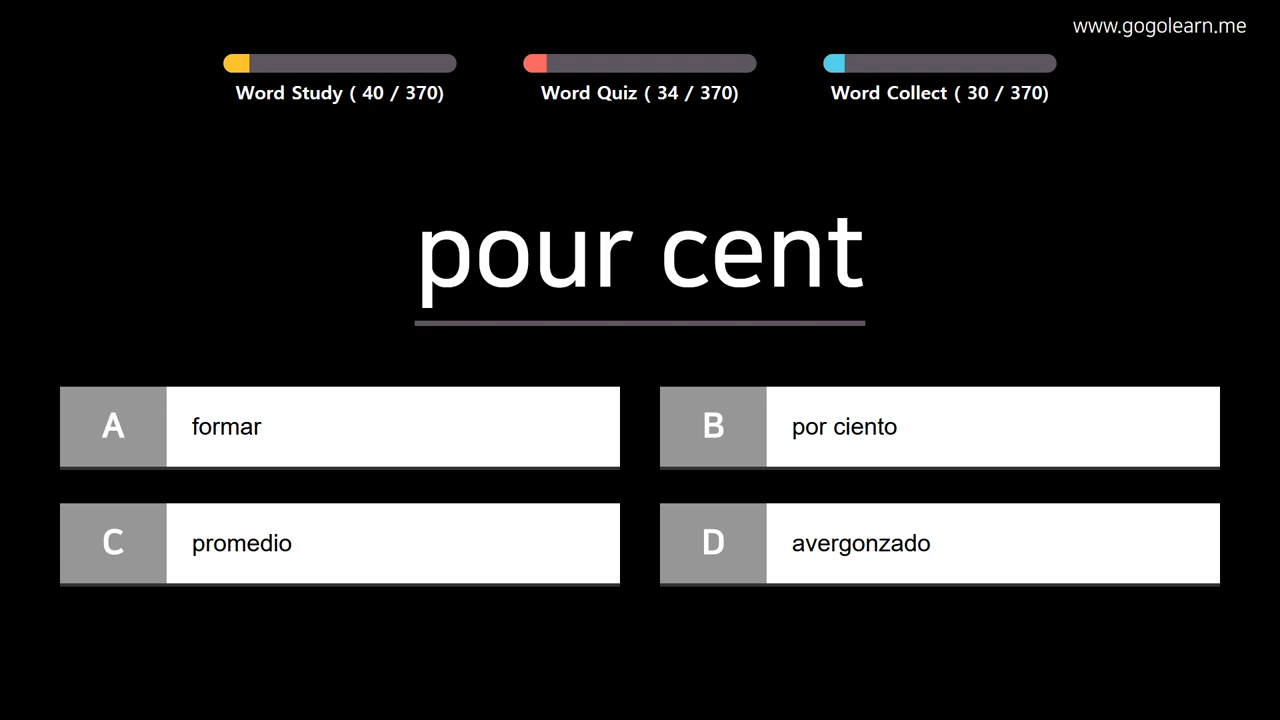 www.gogolearn.me
Word Study ( 40 / 370)
Word Quiz ( 34 / 370)
Word Collect ( 30 / 370)
pour cent
A
formar
B
por ciento
C
promedio
D
avergonzado